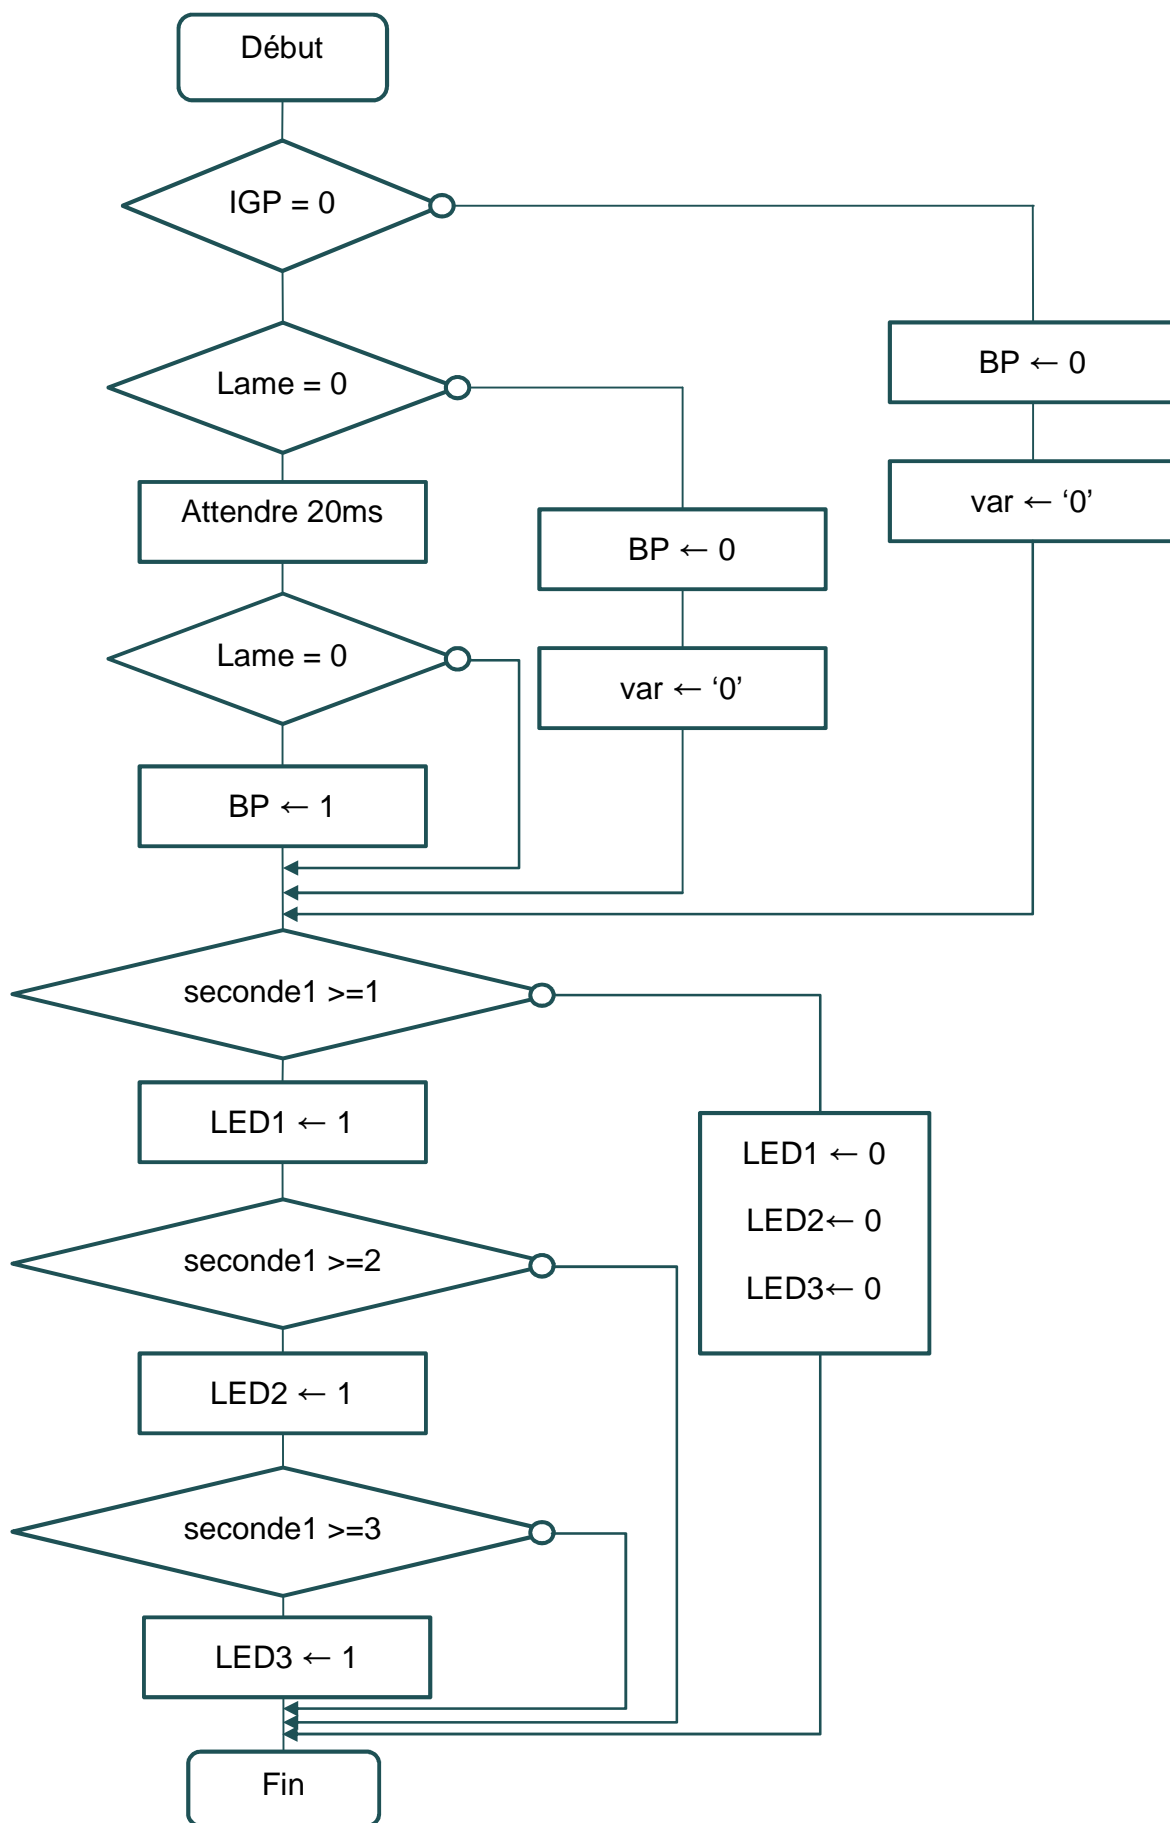 Début
IGP = 0
BP ← 0
var ← ‘0’
Lame = 0
Attendre 20ms
BP ← 0
var ← ‘0’
Lame = 0
BP ← 1
seconde1 >=1
LED1 ← 1
LED1 ← 0
LED2← 0
LED3← 0
seconde1 >=2
LED2 ← 1
seconde1 >=3
LED3 ← 1
Fin